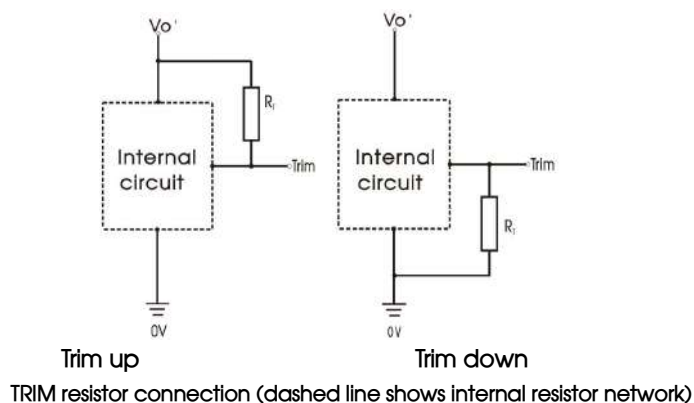 Vo'
Vo'
R₁
Internal
circuit
Trim
Internal
circuit
Trim
R₁
0V
0V
Trim up
Trim down
TRIM resistor connection (dashed line shows internal resistor network)